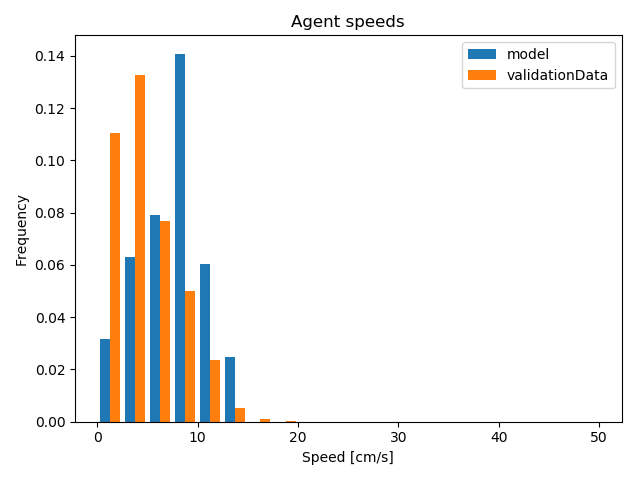 Agent speeds
model
validationData
0.14
0.12
0.10
0.08
0.06
0.04
0.02
0.00
Frequency
0 10 20 30 40 50
Speed [cm/s]